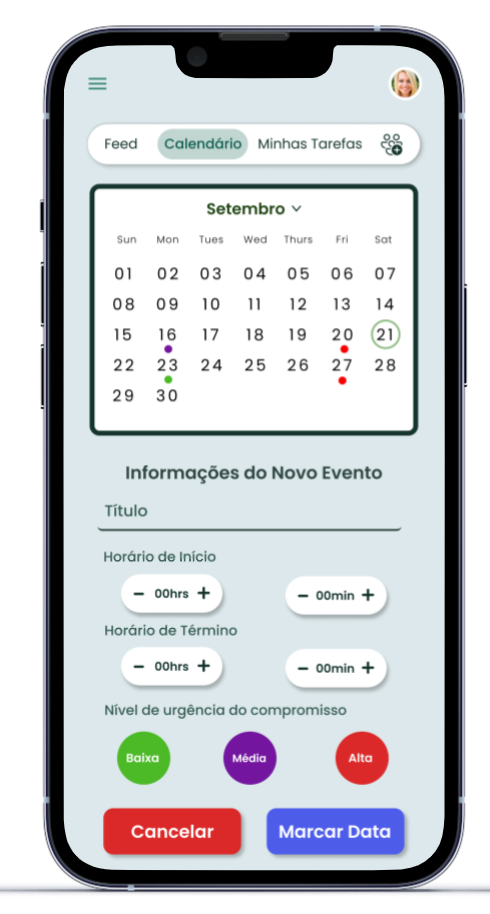 Feed Calendário Minhas Tarefas
Setembro
Sun Mon Tues Wed Thurs Fri Sat
01 02 03 04 05 06 07
08 09 10 11 12 13 14
15 16 17 18 19 20 21
22 23 24 25 26 27 28
29 30
Informações do Novo Evento
Título
Horário de Início
- 00hrs + - 00min +
Horário de Término
- 00hrs + - 00min +
Nível de urgência do compromisso
Baixa Média Alta
Cancelar Marcar Data